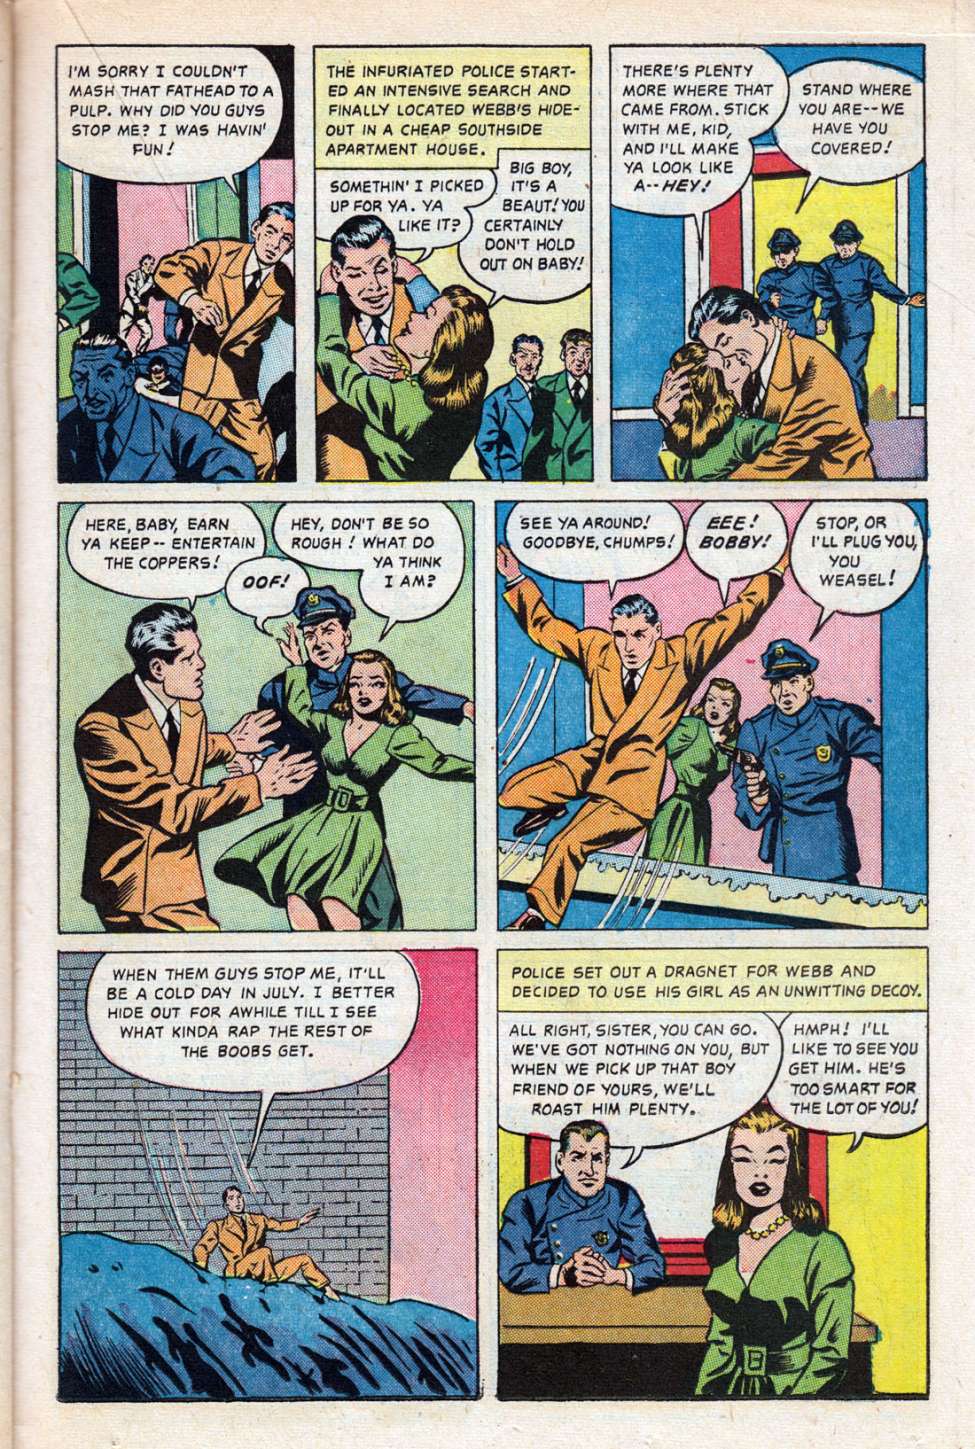 I'M SORRY I COULDN'T
MASH THAT FATHEAD TO A
PULP. WHY DID YOU GUYS
STOP ME? I WAS HAVIN'
FUN!
THE INFURIATED POLICE START-
ED AN INTENSIVE SEARCH AND
FINALLY LOCATED WEBB'S HIDE-
OUT IN A CHEAP SOUTHSIDE
APARTMENT HOUSE.
SOMETHIN' I PICKED
UP FOR YA. YA
LIKE IT?
BIG BOY,
IT'S A
BEAUT! YOU
CERTAINLY
DON'T HOLD
OUT ON BABY!
THERE'S PLENTY
MORE WHERE THAT
CAME FROM. STICK
WITH ME, KID,
AND I'LL MAKE
YA LOOK LIKE
A--HEY!
STAND WHERE
YOU ARE--WE
HAVE YOU
COVERED!
HERE, BABY, EARN
YA KEEP-- ENTERTAIN
THE COPPERS!
OOF!
HEY, DON'T BE SO
ROUGH! WHAT DO
YA THINK
I AM?
SEE YA AROUND!
GOODBYE, CHUMPS!
EEE!
BOBBY!
STOP, OR
I'LL PLUG YOU,
YOU
WEASEL!
WHEN THEM GUYS STOP ME, IT'LL
BE A COLD DAY IN JULY. I BETTER
HIDE OUT FOR AWHILE TILL I SEE
WHAT KINDA RAP THE REST OF
THE BOOBS GET.
POLICE SET OUT A DRAGNET FOR WEBB AND
DECIDED TO USE HIS GIRL AS AN UNWITTING DECOY.
ALL RIGHT, SISTER, YOU CAN GO.
WE'VE GOT NOTHING ON YOU, BUT
WHEN WE PICK UP THAT BOY
FRIEND OF YOURS, WE'LL
ROAST HIM PLENTY.
HMPH! I'LL
LIKE TO SEE YOU
GET HIM. HE'S
TOO SMART FOR
THE LOT OF YOU!